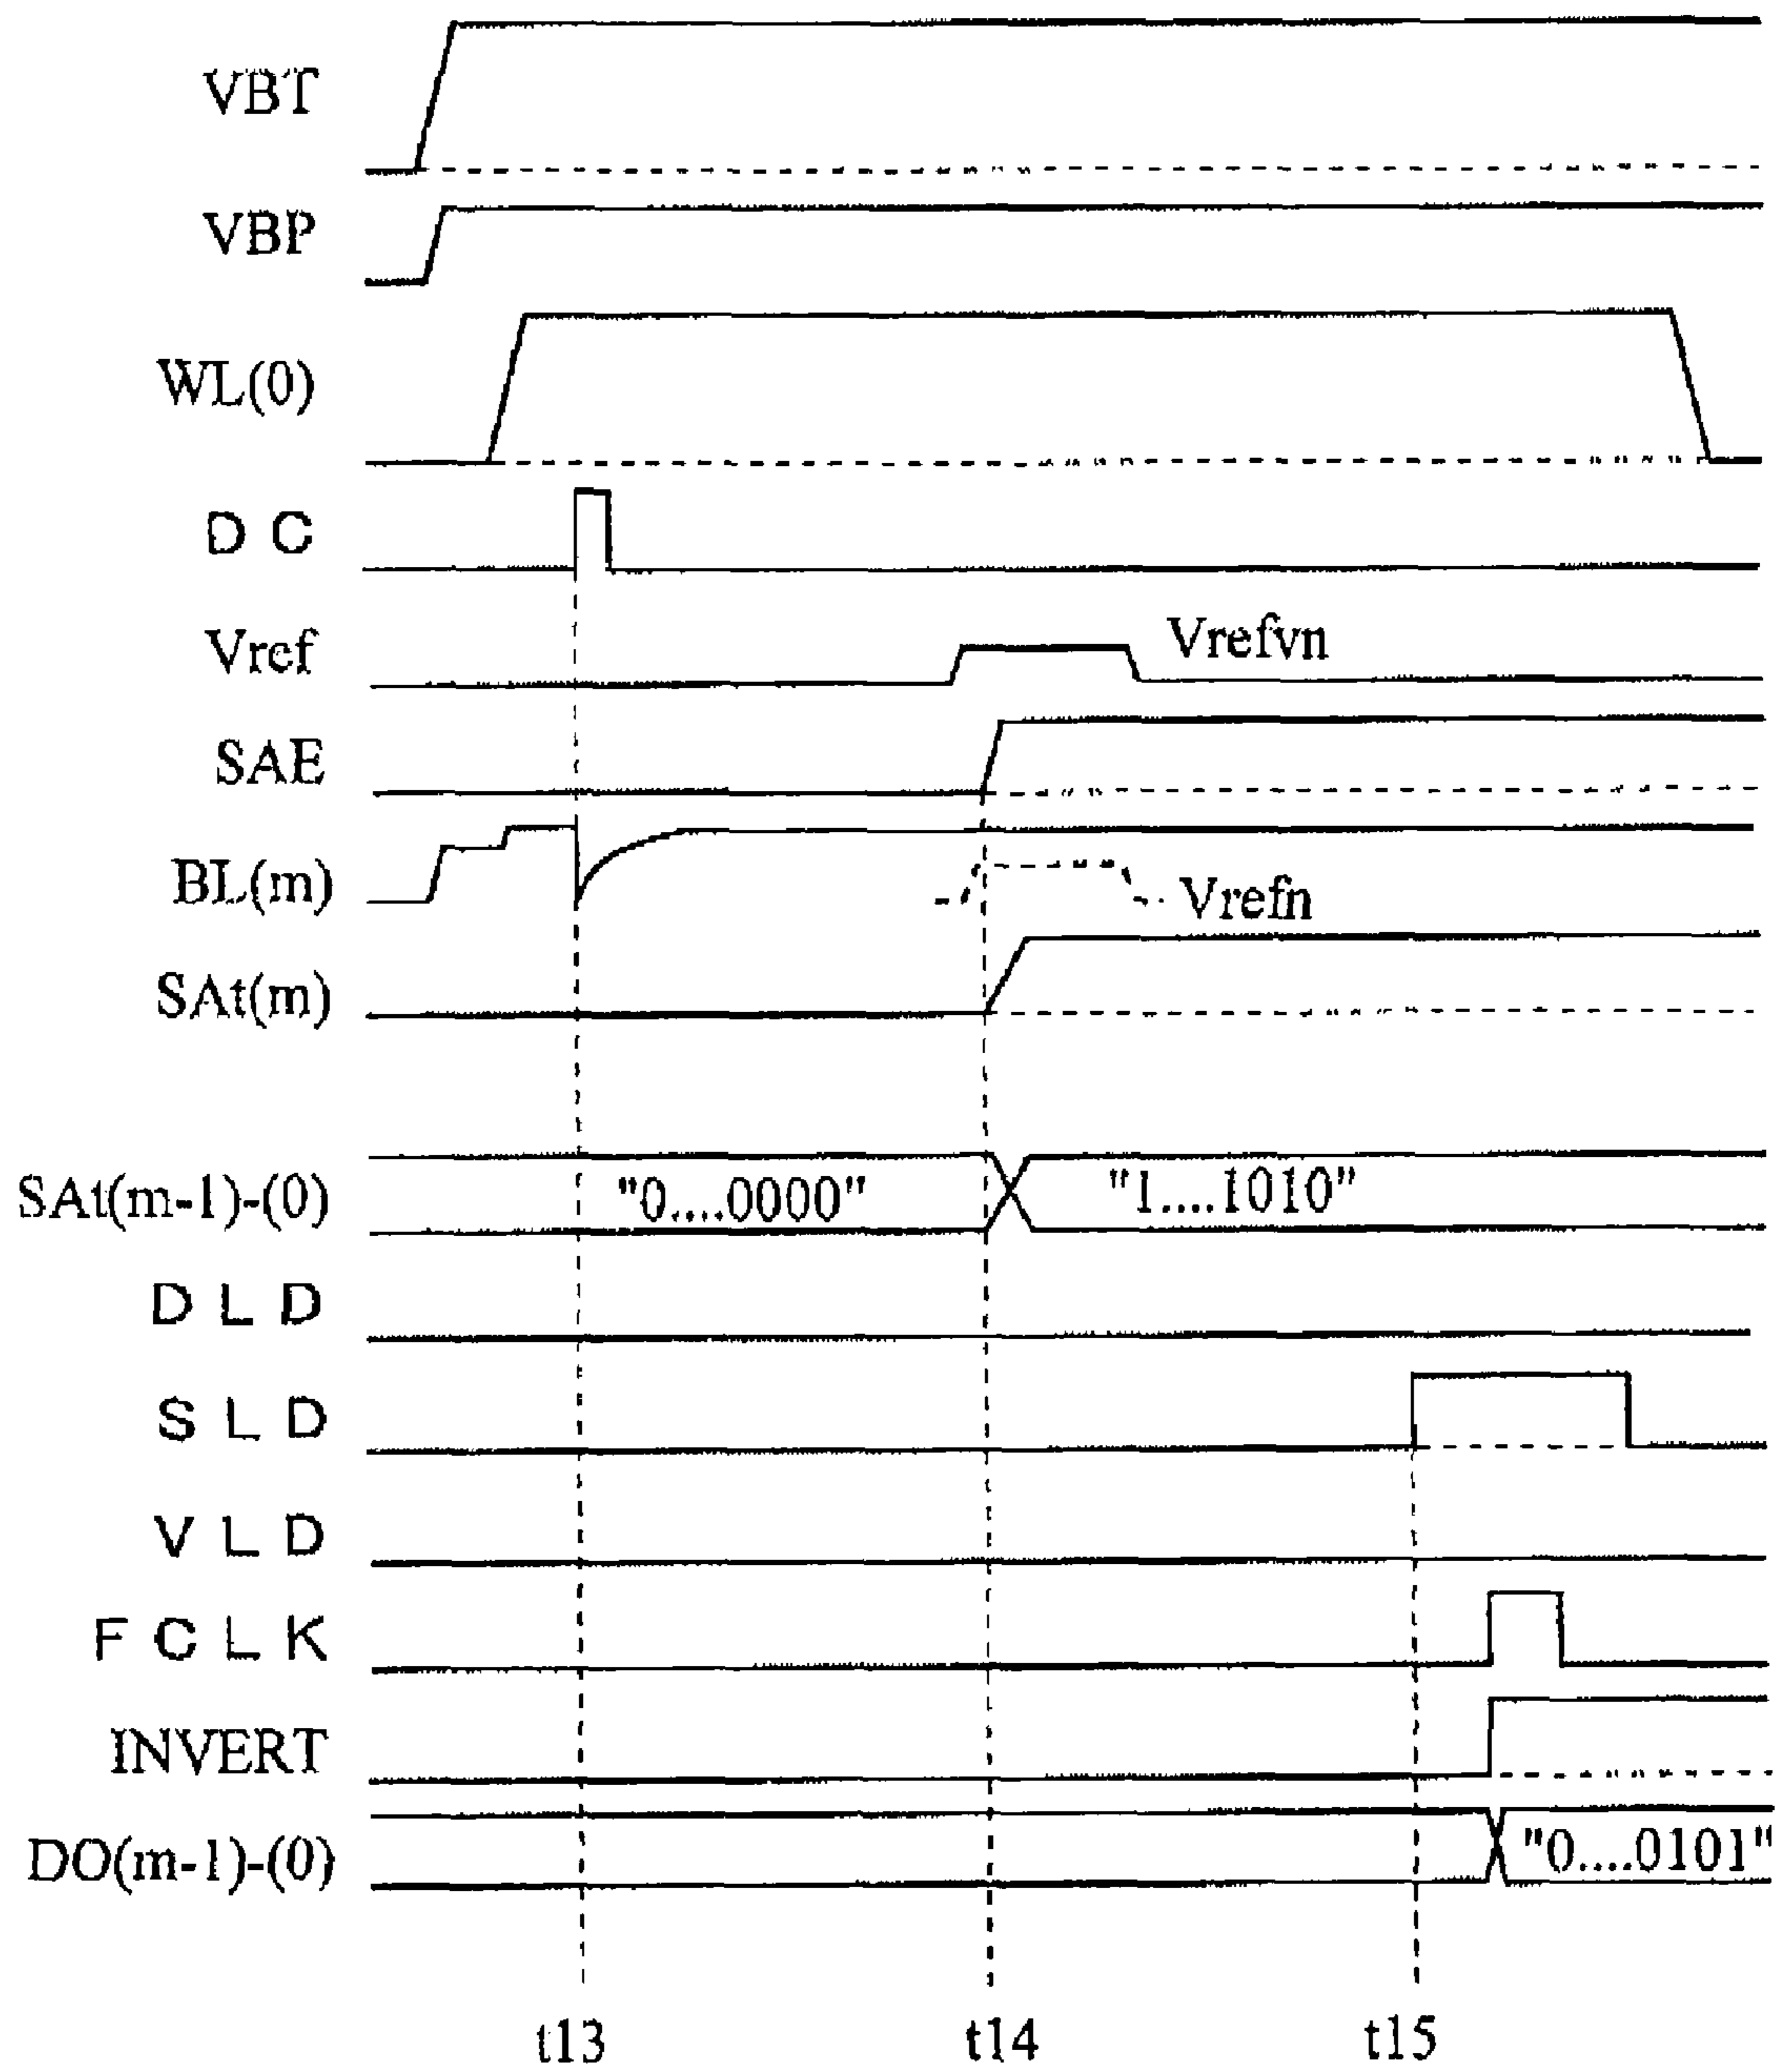 VBT
VBP
WL(0)
D C
Vref
Vrefvn
SAE
BL(m)
Vrefn
SAt(m)
SAt(m-1)-(0)
"0....0000"
"1....1010"
D L D
S L D
V L D
F C L K
INVERT
DO(m-1)-(0)
"0....0101"
t13
t14
t15